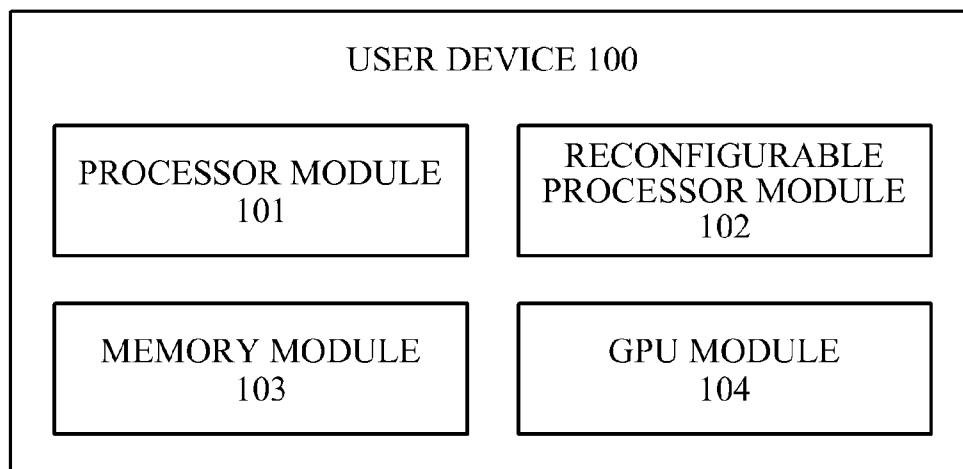 USER DEVICE 100
PROCESSOR MODULE
101
RECONFIGURABLE
PROCESSOR MODULE
102
MEMORY MODULE
103
GPU MODULE
104